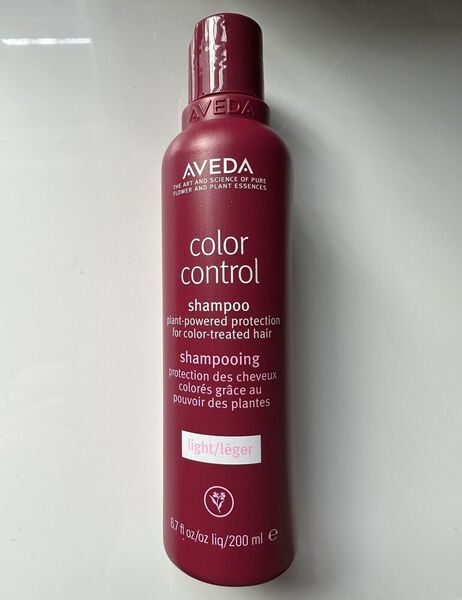 AVEDA
AVEDA
THE ART AND SCIENCE OF PURE
FLOWER AND PLANT ESSENCES
color
control
shampoo
plant-powered protection
for color-treated hair
shampooing
protection des cheveux
colorés grâce au
pouvoir des plantes
light/léger
6.7 fl oz/oz liq/200 ml ℮